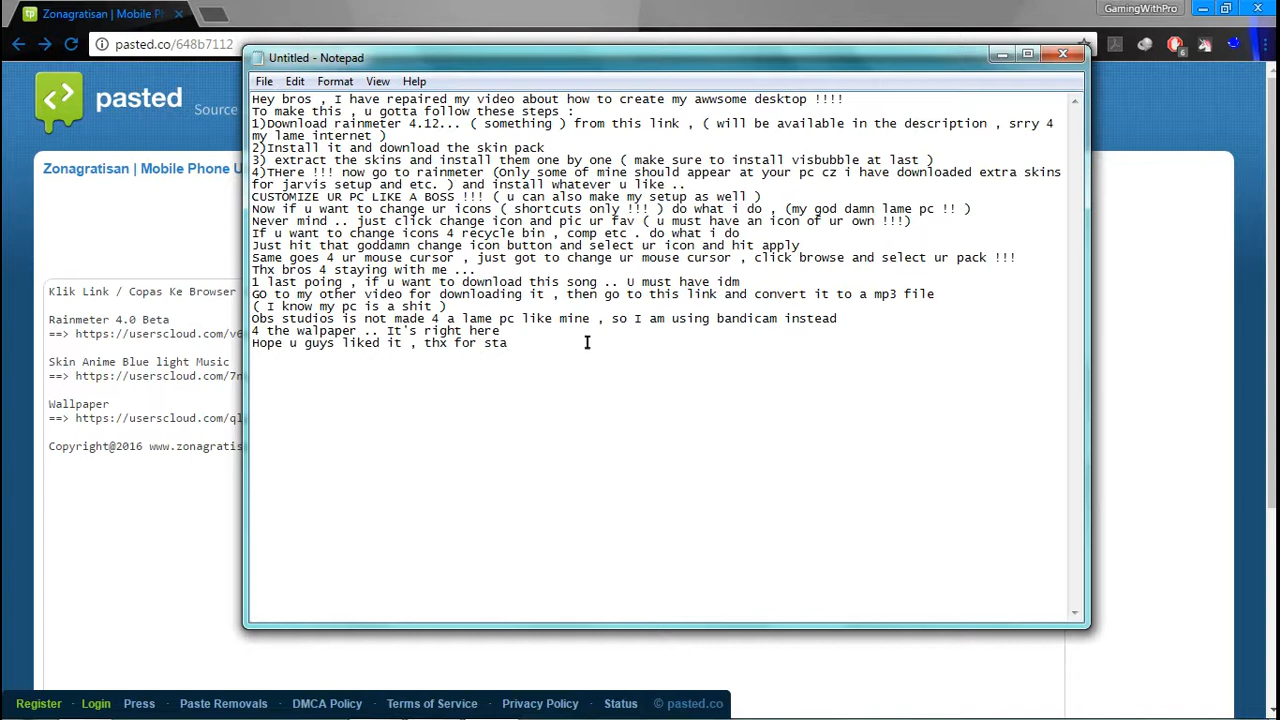 Zonagratisan | Mobile Ph
GamingWithPro
pasted.co/648b7112
6
pasted
Source
Zonagratisan | Mobile Phone U
Klik Link / Copas Ke Browser
Rainmeter 4.0 Beta
==> https://userscloud.com/v6
Skin Anime Blue light Music
==> https://userscloud.com/7n
Wallpaper
==> https://userscloud.com/ql
Copyright@2016 www.zonagratis
Untitled - Notepad
File Edit Format View Help
Hey bros , I have repaired my video about how to create my awwsome desktop !!!!
To make this , u gotta follow these steps :
1)Download rainmeter 4.12... ( something ) from this link , ( will be available in the description , srry 4
my lame internet )
2)Install it and download the skin pack
3) extract the skins and install them one by one ( make sure to install visbubble at last )
4)There !!! now go to rainmeter (Only some of mine should appear at your pc cz i have downloaded extra skins
for jarvis setup and etc. ) and install whatever u like ..
CUSTOMIZE UR PC LIKE A BOSS !!! ( u can also make my setup as well )
Now if u want to change ur icons ( shortcuts only !!! ) do what i do , (my god damn lame pc !! )
Never mind .. just click change icon and pic ur fav ( u must have an icon of ur own !!!)
If u want to change icons 4 recycle bin , comp etc . do what i do
Just hit that goddamn change icon button and select ur icon and hit apply
Same goes 4 ur mouse cursor , just got to change ur mouse cursor , click browse and select ur pack !!!
Thx bros 4 staying with me ...
1 last poing , if u want to download this song .. U must have idm
GO to my other video for downloading it , then go to this link and convert it to a mp3 file
( I know my pc is a shit )
Obs studios is not made 4 a lame pc like mine , so I am using bandicam instead
4 the walpaper .. It's right here
Hope u guys liked it , thx for sta
Register Login Press Paste Removals DMCA Policy Terms of Service Privacy Policy Status © pasted.co